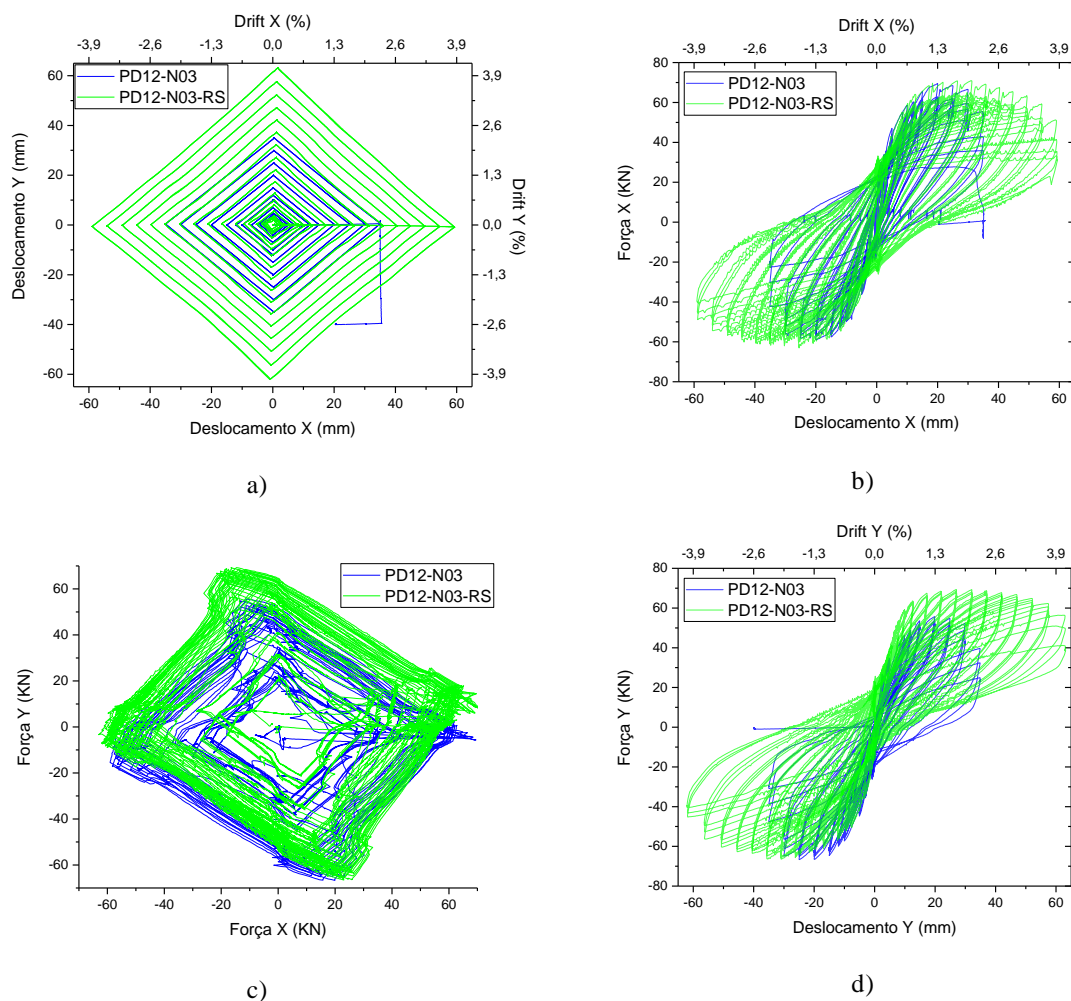 Drift X (%)
-3,9 -2,6 -1,3 0,0 1,3 2,6 3,9
PD12-N03
PD12-N03-RS
60
40
20
0
-20
-40
-60
Deslocamento Y (mm)
3,9
2,6
1,3
0,0
-1,3
-2,6
-3,9
Drift Y (%)
-60 -40 -20 0 20 40 60
Deslocamento X (mm)
a)
Drift X (%)
-3,9 -2,6 -1,3 0,0 1,3 2,6 3,9
PD12-N03
PD12-N03-RS
80
60
40
20
0
-20
-40
-60
-80
Força X (KN)
-60 -40 -20 0 20 40 60
Deslocamento X (mm)
b)
PD12-N03
PD12-N03-RS
60
40
20
0
-20
-40
-60
Força Y (KN)
-60 -40 -20 0 20 40 60
Força X (KN)
c)
Drift Y (%)
-3,9 -2,6 -1,3 0,0 1,3 2,6 3,9
PD12-N03
PD12-N03-RS
80
60
40
20
0
-20
-40
-60
-80
Força Y (KN)
-60 -40 -20 0 20 40 60
Deslocamento Y (mm)
d)